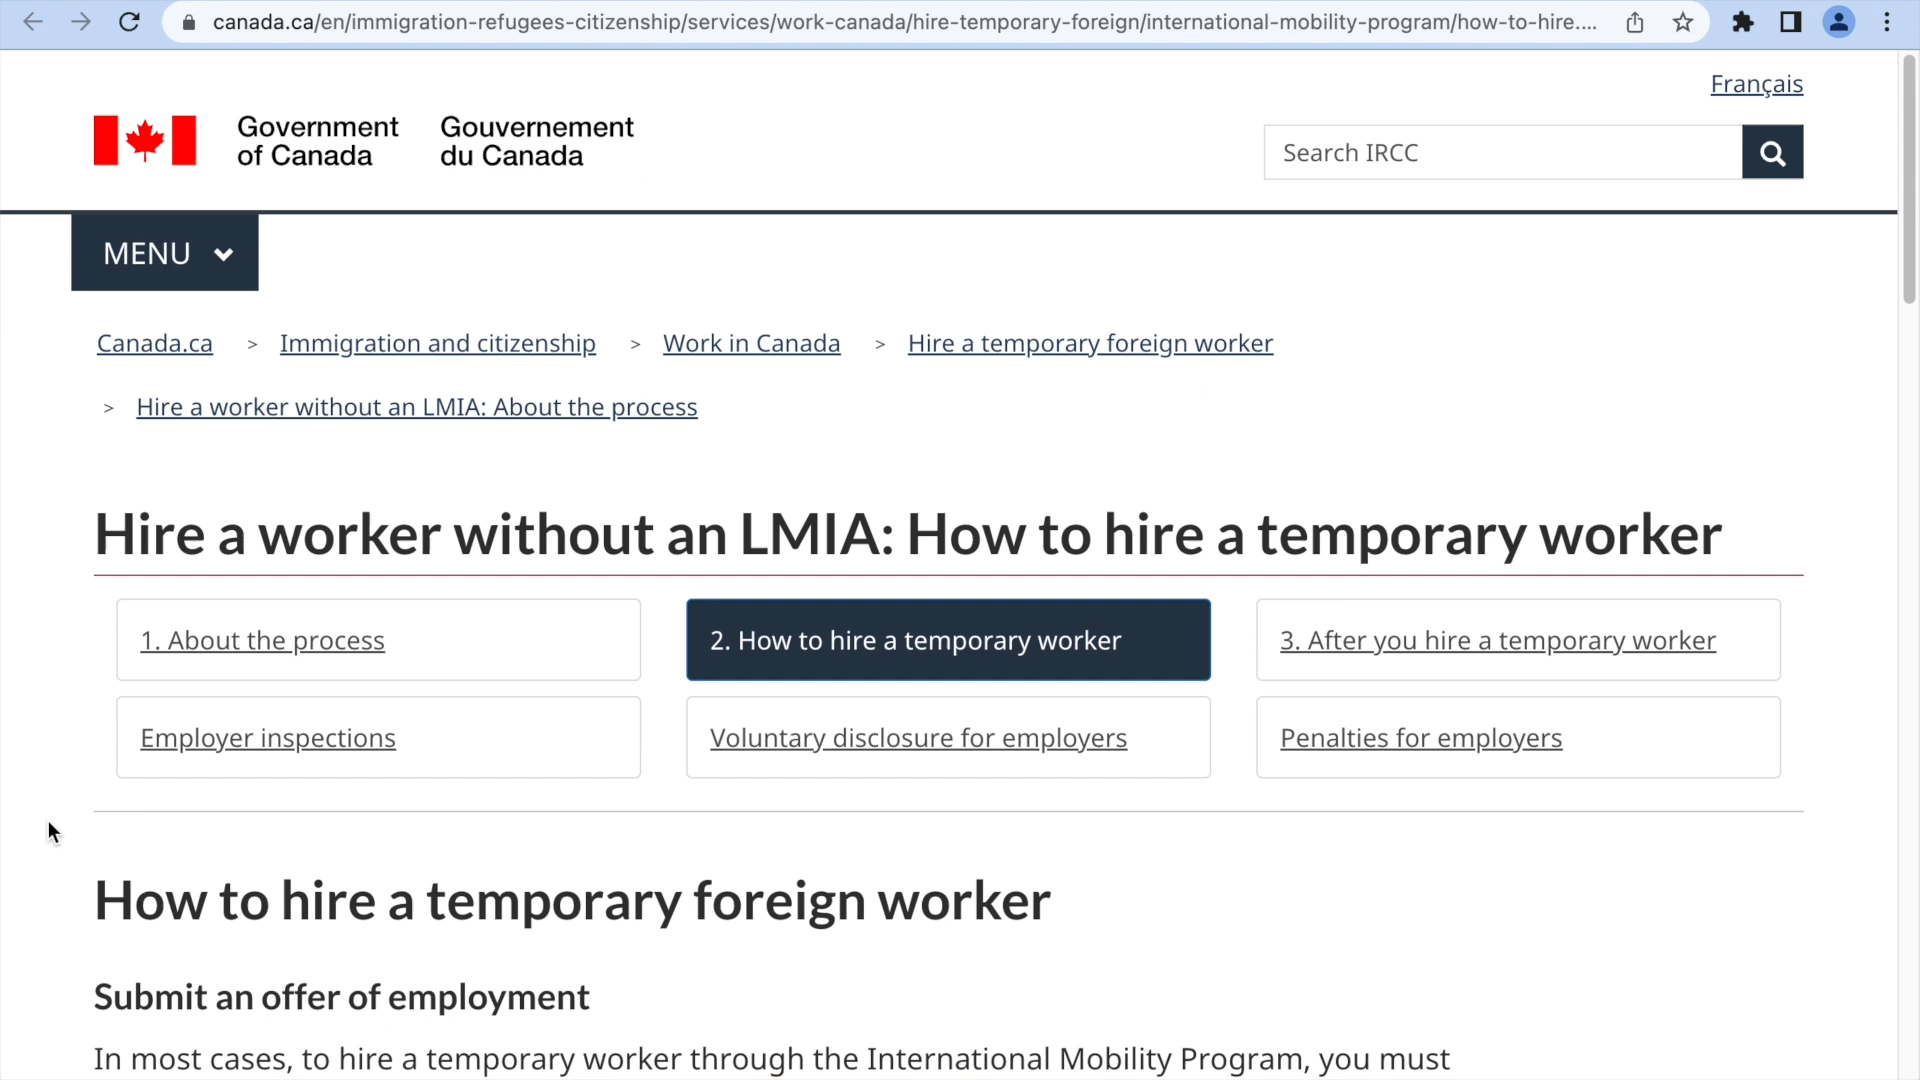 canada.ca/en/immigration-refugees-citizenship/services/work-canada/hire-temporary-foreign/international-mobility-program/how-to-hire....
Français
Government of Canada
Gouvernement du Canada
Search IRCC
MENU
Canada.ca > Immigration and citizenship > Work in Canada > Hire a temporary foreign worker
> Hire a worker without an LMIA: About the process
Hire a worker without an LMIA: How to hire a temporary worker
1. About the process
2. How to hire a temporary worker
3. After you hire a temporary worker
Employer inspections
Voluntary disclosure for employers
Penalties for employers
How to hire a temporary foreign worker
Submit an offer of employment
In most cases, to hire a temporary worker through the International Mobility Program, you must